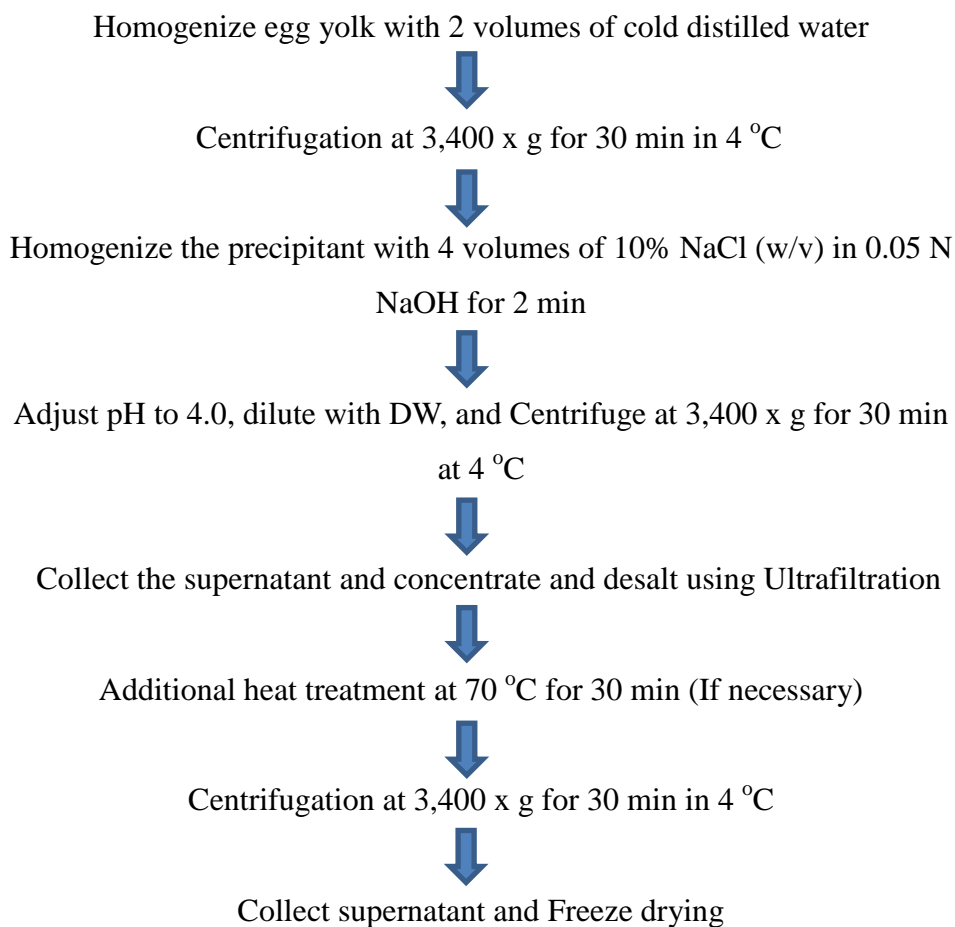 Homogenize egg yolk with 2 volumes of cold distilled water
Centrifugation at 3,400 x g for 30 min in 4 °C
Homogenize the precipitant with 4 volumes of 10% NaCl (w/v) in 0.05 N
NaOH for 2 min
Adjust pH to 4.0, dilute with DW, and Centrifuge at 3,400 x g for 30 min
at 4 °C
Collect the supernatant and concentrate and desalt using Ultrafiltration
Additional heat treatment at 70 °C for 30 min (If necessary)
Centrifugation at 3,400 x g for 30 min in 4 °C
Collect supernatant and Freeze drying